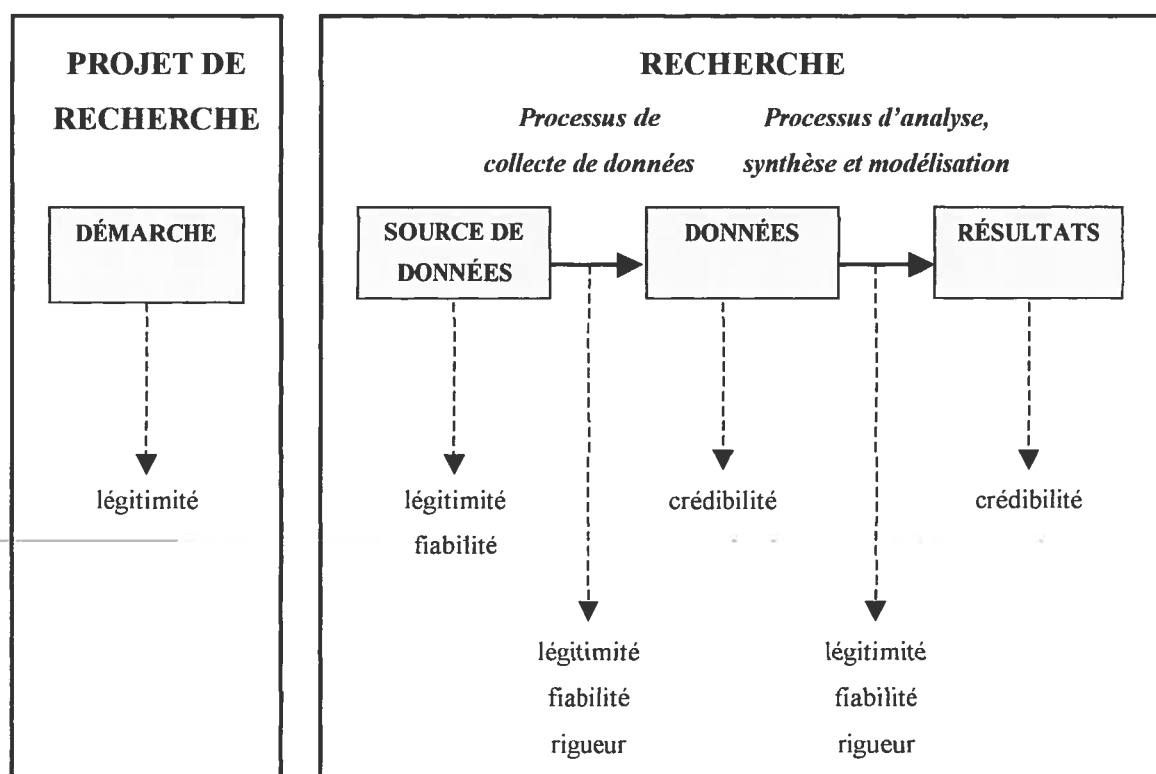 PROJET DE
RECHERCHE
DÉMARCHE
légitimité
RECHERCHE
Processus de
collecte de données
Processus d'analyse,
synthèse et modélisation
SOURCE DE
DONNÉES
DONNÉES
RÉSULTATS
légitimité
fiabilité
crédibilité
crédibilité
légitimité
fiabilité
rigueur
légitimité
fiabilité
rigueur